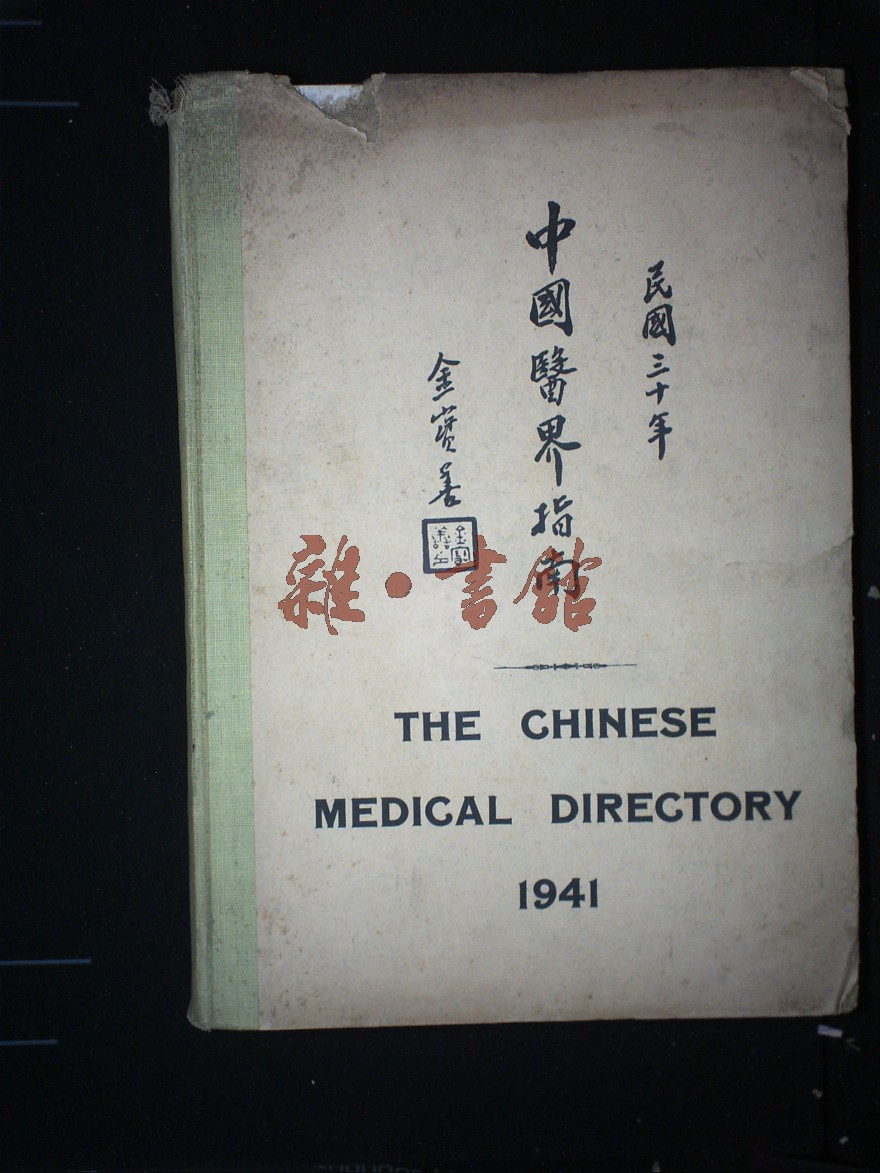 民國三十年
中國醫界指南
金寶善
雜·書館
THE CHINESE
MEDICAL DIRECTORY
1941